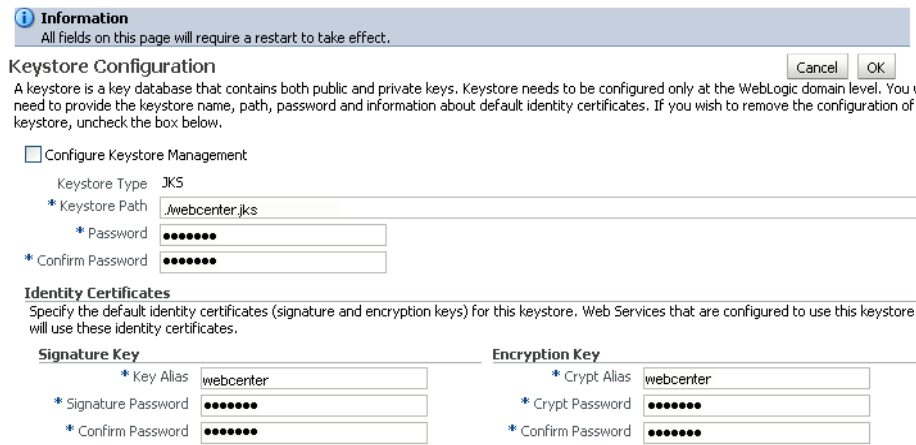 Information
All fields on this page will require a restart to take effect.
Keystore Configuration
Cancel OK
A keystore is a key database that contains both public and private keys. Keystore needs to be configured only at the WebLogic domain level. You
need to provide the keystore name, path, password and information about default identity certificates. If you wish to remove the configuration of
keystore, uncheck the box below.
Configure Keystore Management
Keystore Type JKS
* Keystore Path ./webcenter.jks
* Password •••••••
* Confirm Password •••••••
Identity Certificates
Specify the default identity certificates (signature and encryption keys) for this keystore. Web Services that are configured to use this keystore
will use these identity certificates.
Signature Key Encryption Key
* Key Alias webcenter * Crypt Alias webcenter
* Signature Password ••••••• * Crypt Password •••••••
* Confirm Password ••••••• * Confirm Password •••••••